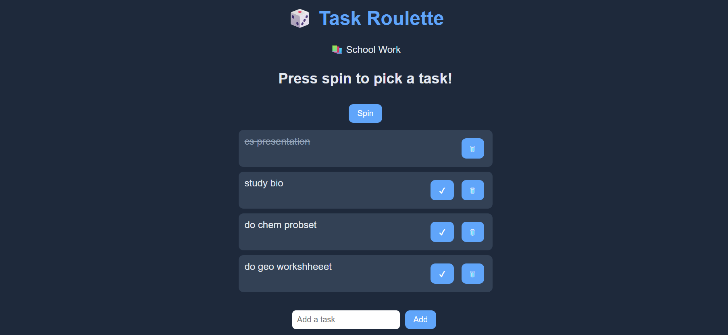 Task Roulette
School Work
Press spin to pick a task!
Spin
cs presentation
study bio
do chem probset
do geo workshheeet
Add a task
Add